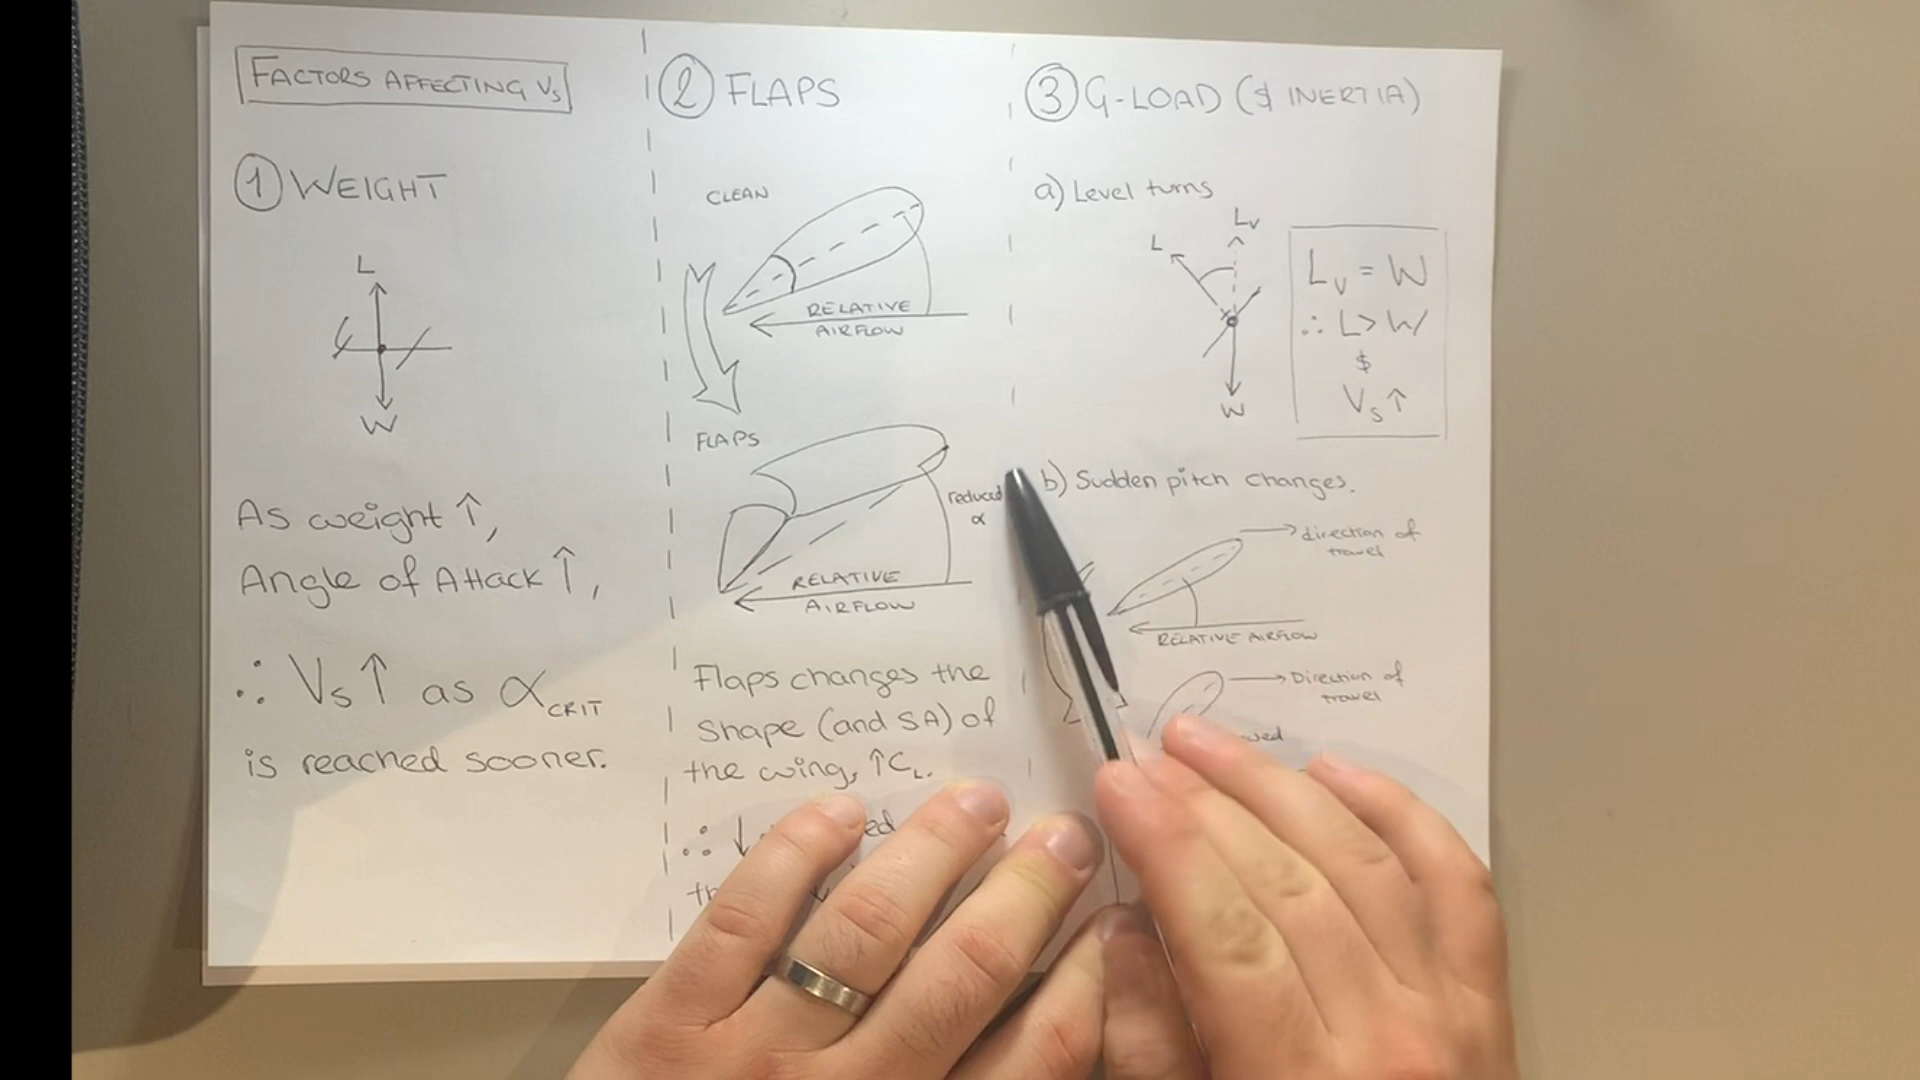 FACTORS AFFECTING Vs
① WEIGHT
L
W
As weight ↑,
Angle of Attack ↑,
∴ Vs ↑ as αCRIT
is reached sooner.
② FLAPS
CLEAN
RELATIVE
AIRFLOW
FLAPS
reduced
α
RELATIVE
AIRFLOW
Flaps changes the
shape (and SA) of
the wing, ↑CL.
∴ ↓
③ G-LOAD ($ INERTIA)
a) Level turns
L
Lv
W
Lv = W
∴ L > W
$
Vs ↑
b) Sudden pitch changes.
direction of
travel
RELATIVE AIRFLOW
Direction of
travel